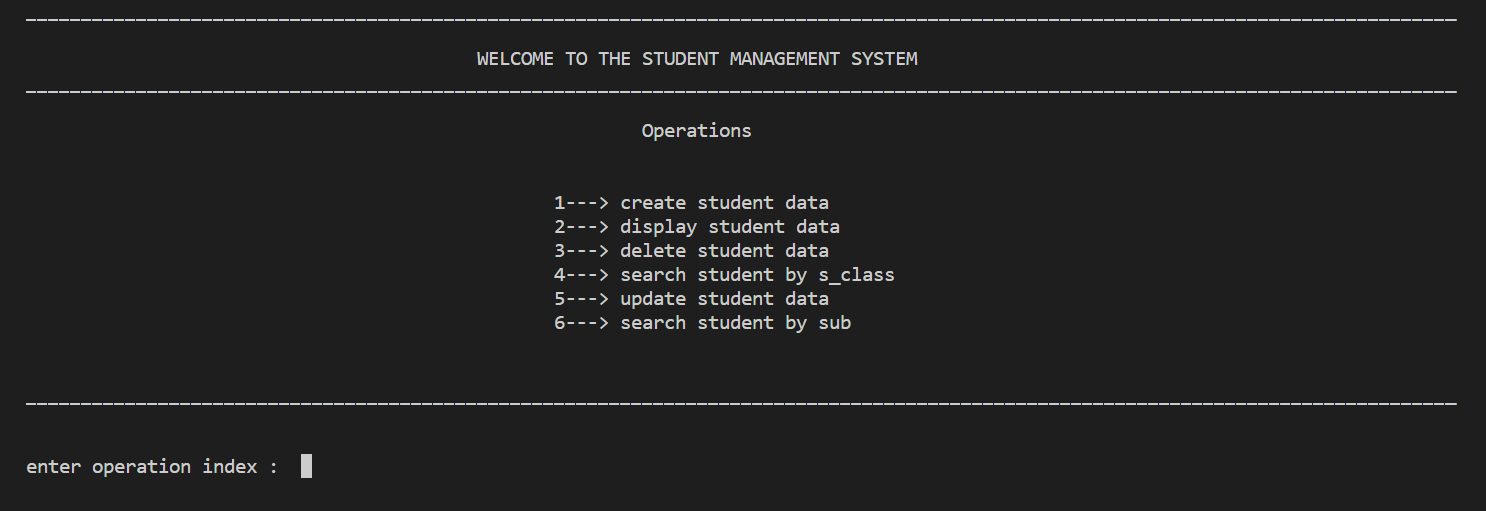 WELCOME TO THE STUDENT MANAGEMENT SYSTEM
Operations
1---> create student data
2---> display student data
3---> delete student data
4---> search student by s_class
5---> update student data
6---> search student by sub
enter operation index :